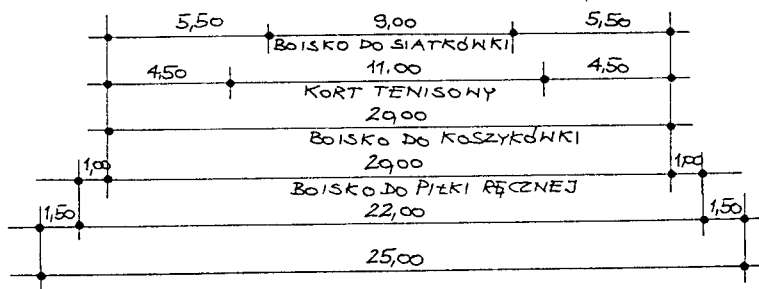 5,50 9,00 5,50
BOISKO DO SIATKÓWKI
4,50 11.00 4,50
KORT TENISOWY
20,00
BOISKO DO KOSZYKÓWKI
1,00 20,00 1,00
BOISKO DO PIŁKI RĘCZNEJ
1,50 22,00 1,50
25,00